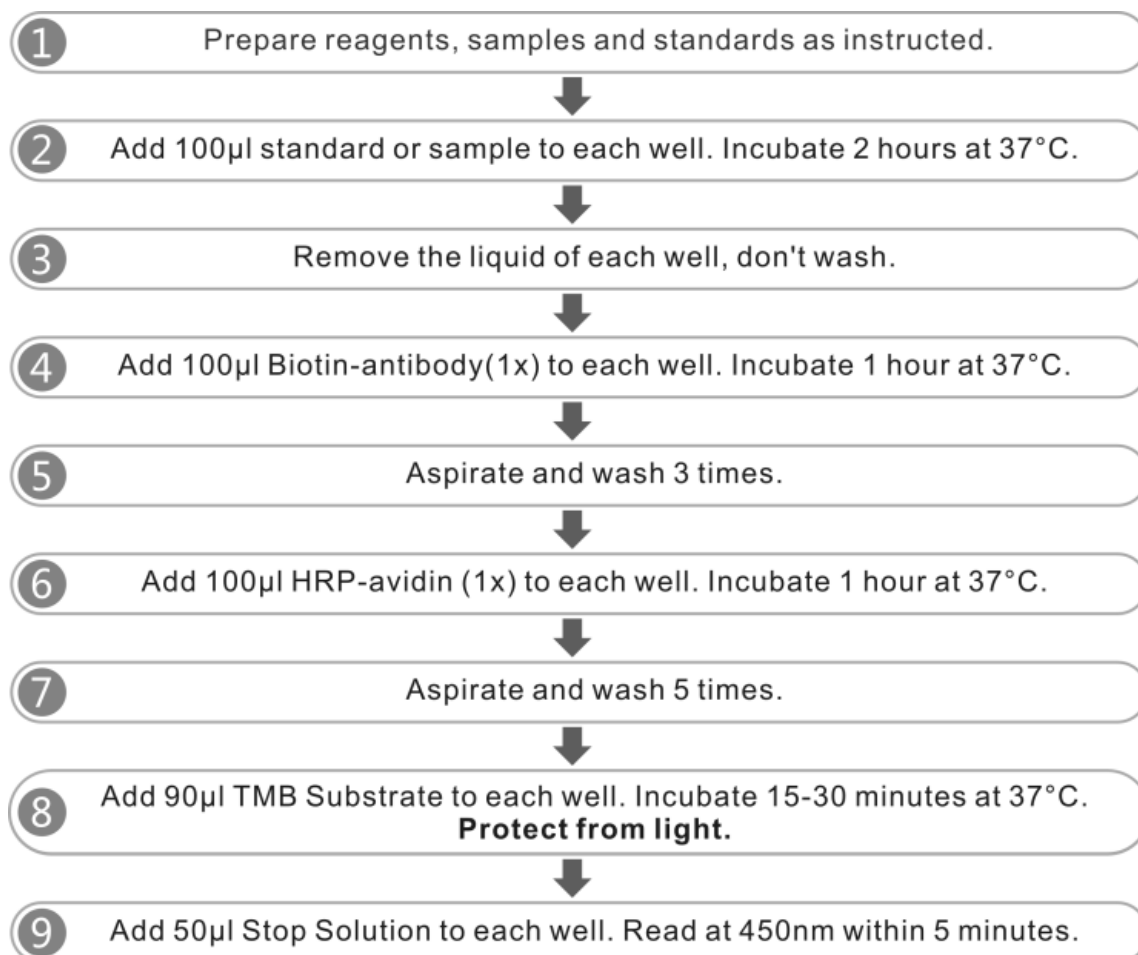 1
Prepare reagents, samples and standards as instructed.
2
Add 100µl standard or sample to each well. Incubate 2 hours at 37°C.
3
Remove the liquid of each well, don't wash.
4
Add 100µl Biotin-antibody(1x) to each well. Incubate 1 hour at 37°C.
5
Aspirate and wash 3 times.
6
Add 100µl HRP-avidin (1x) to each well. Incubate 1 hour at 37°C.
7
Aspirate and wash 5 times.
8
Add 90µl TMB Substrate to each well. Incubate 15-30 minutes at 37°C.
Protect from light.
9
Add 50µl Stop Solution to each well. Read at 450nm within 5 minutes.